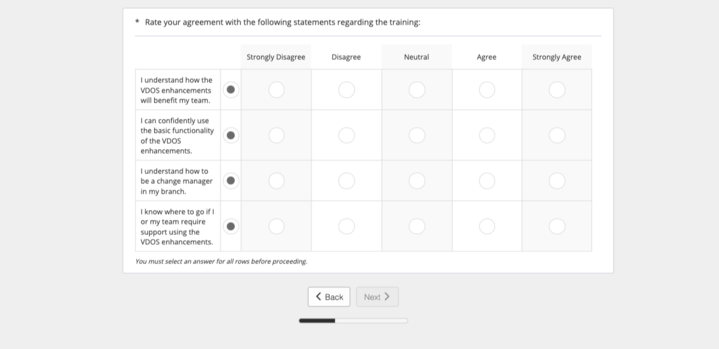 * Rate your agreement with the following statements regarding the training:
Strongly Disagree Disagree Neutral Agree Strongly Agree
I understand how the
VDOS enhancements
will benefit my team.
I can confidently use
the basic functionality
of the VDOS
enhancements.
I understand how to
be a change manager
in my branch.
I know where to go if I
or my team require
support using the
VDOS enhancements.
You must select an answer for all rows before proceeding.
Back Next